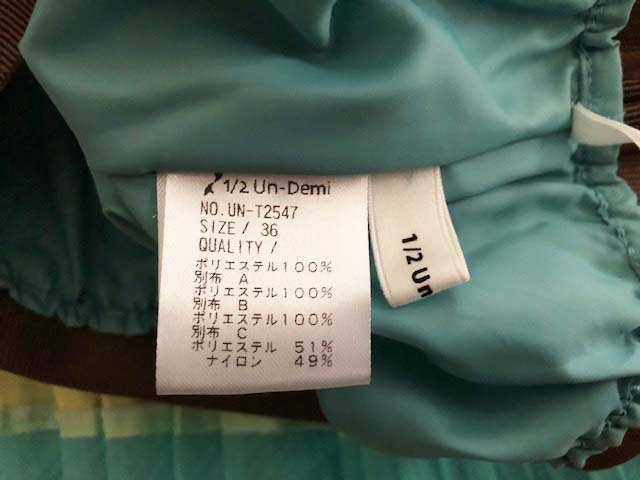 1/2 Un-Demi
NO.UN-T2547
SIZE/ 36
QUALITY/
ポリエステル100%
別布 A
ポリエステル100%
別布 B
ポリエステル100%
別布 C
ポリエステル 51%
ナイロン 49%
1/2 Un